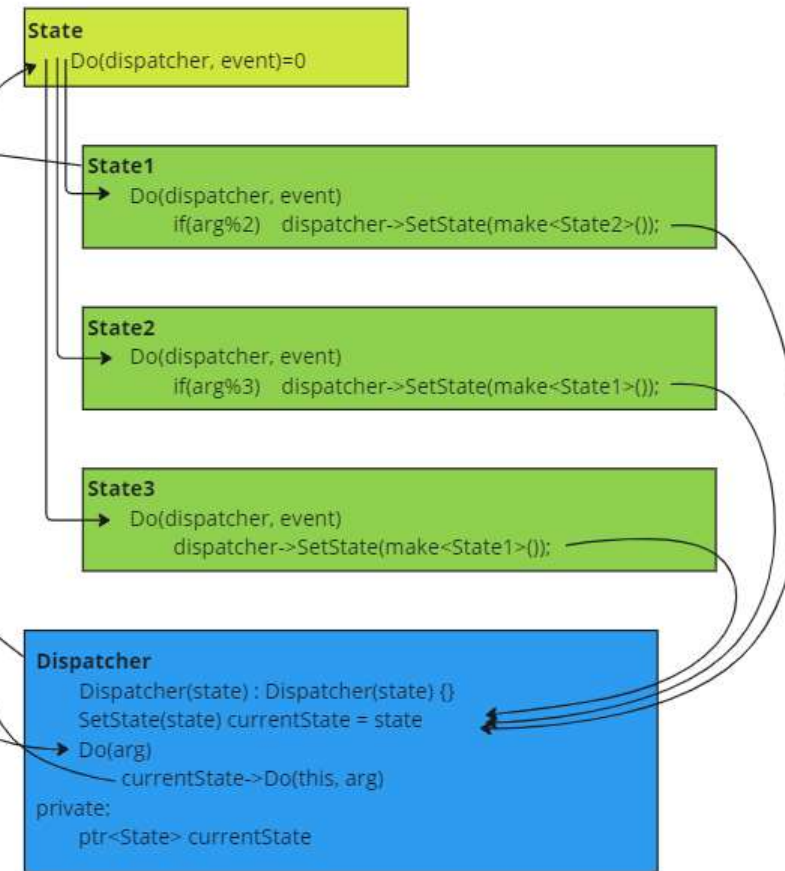 State
Do(dispatcher, event)=0
State1
Do(dispatcher, event)
if(arg%2) dispatcher->SetState(make<State2>());
State2
Do(dispatcher, event)
if(arg%3) dispatcher->SetState(make<State1>());
State3
Do(dispatcher, event)
dispatcher->SetState(make<State1>());
Dispatcher
Dispatcher(state) : Dispatcher(state) {}
SetState(state) currentState = state
Do(arg)
currentState->Do(this, arg)
private:
ptr<State> currentState